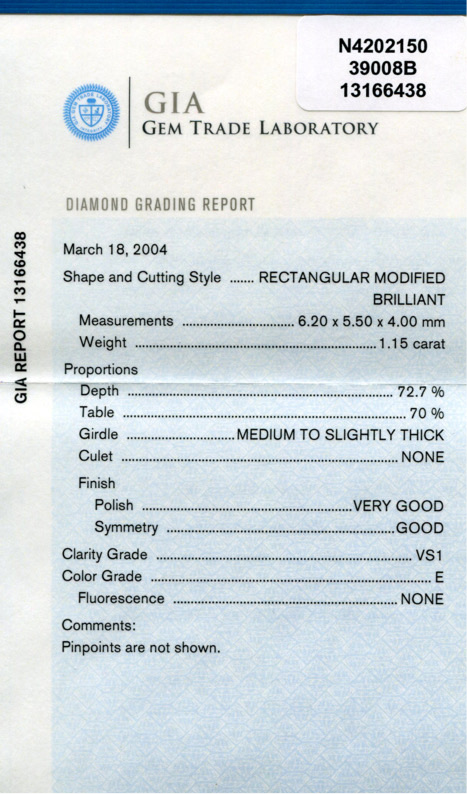 N4202150
39008B
13166438
GIA
GEM TRADE LABORATORY
DIAMOND GRADING REPORT
GIA REPORT 13166438
March 18, 2004
Shape and Cutting Style ....... RECTANGULAR MODIFIED
BRILLIANT
Measurements ................................. 6.20 x 5.50 x 4.00 mm
Weight ....................................................................... 1.15 carat
Proportions
Depth ............................................................................ 72.7 %
Table ................................................................................ 70 %
Girdle ........................ MEDIUM TO SLIGHTLY THICK
Culet ................................................................................ NONE
Finish
Polish ............................................................ VERY GOOD
Symmetry .................................................................. GOOD
Clarity Grade ........................................................................ VS1
Color Grade ............................................................................ E
Fluorescence ................................................................ NONE
Comments:
Pinpoints are not shown.